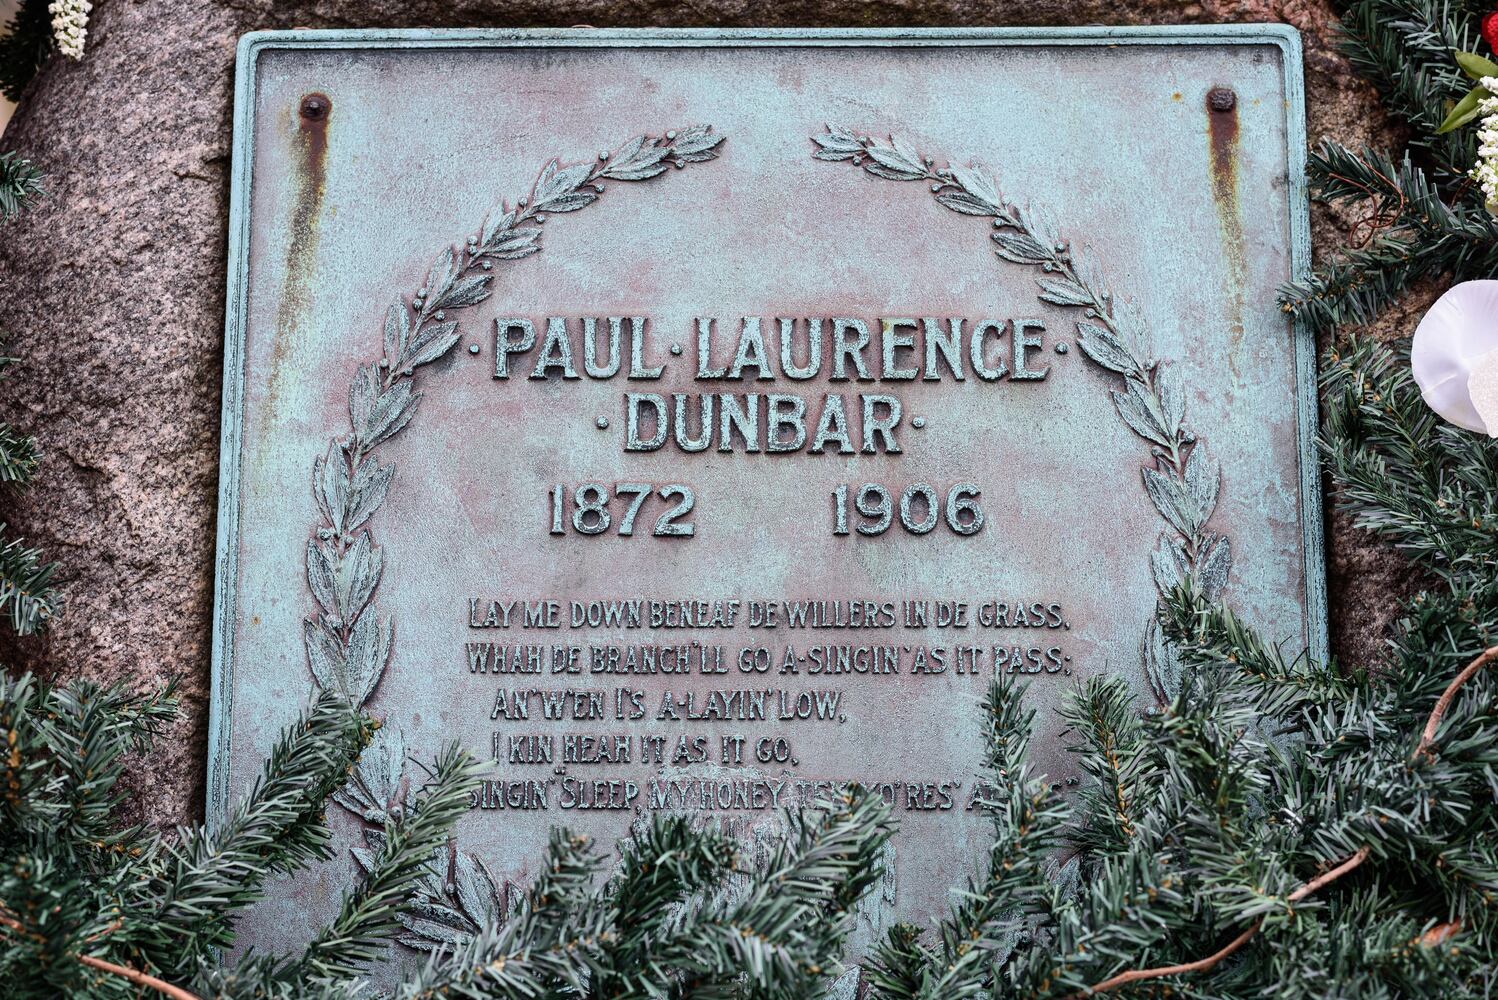 ·PAUL·LAURENCE·
·DUNBAR·
1872 1906
LAY ME DOWN BENEAF DE WILLERS IN DE GRASS,
WHAH DE BRANCH'LL GO A-SINGIN' AS IT PASS;
AN' W'EN I'S A-LAYIN' LOW,
I KIN HEAH IT AS IT GO,
SINGIN' "SLEEP, MY HONEY, RES'